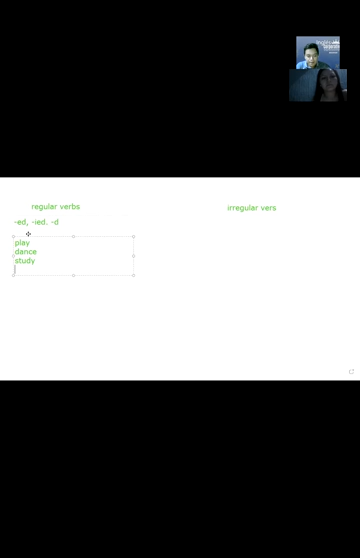 regular verbs
irregular vers
-ed, -ied. -d
play
dance
study